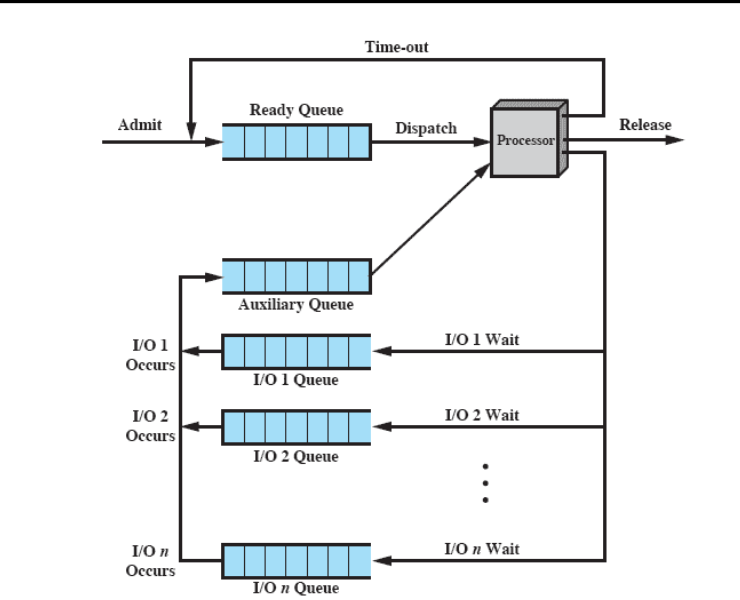 Time-out
Ready Queue
Admit
Dispatch
Processor
Release
Auxiliary Queue
I/O 1
Occurs
I/O 1 Wait
I/O 1 Queue
I/O 2
Occurs
I/O 2 Wait
I/O 2 Queue
I/O n
Occurs
I/O n Wait
I/O n Queue